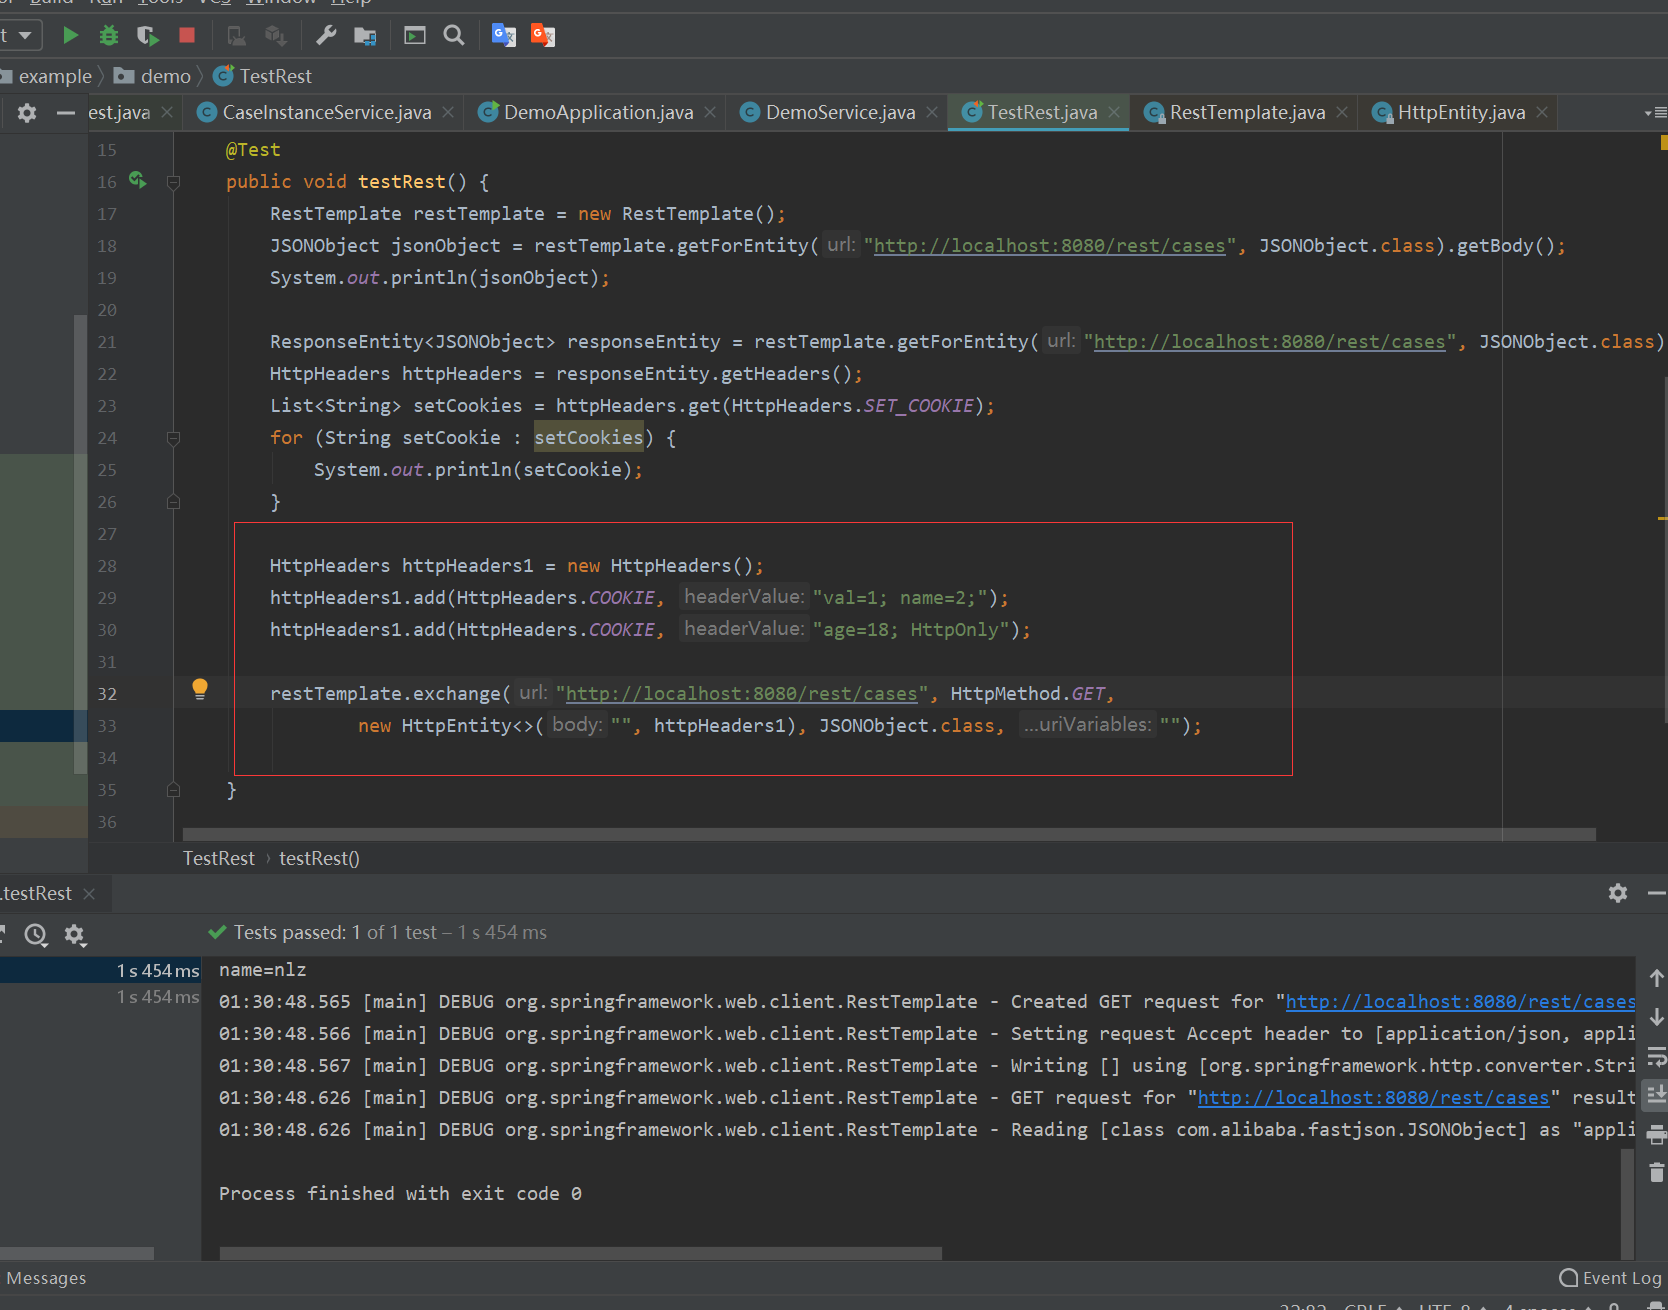 Build Run Tools VCS Window Help
t
example demo TestRest
est.java CaseInstanceService.java DemoApplication.java DemoService.java TestRest.java RestTemplate.java HttpEntity.java
15 @Test
16 public void testRest() {
17 RestTemplate restTemplate = new RestTemplate();
18 JSONObject jsonObject = restTemplate.getForEntity( url: "http://localhost:8080/rest/cases", JSONObject.class).getBody();
19 System.out.println(jsonObject);
20
21 ResponseEntity<JSONObject> responseEntity = restTemplate.getForEntity( url: "http://localhost:8080/rest/cases", JSONObject.class)
22 HttpHeaders httpHeaders = responseEntity.getHeaders();
23 List<String> setCookies = httpHeaders.get(HttpHeaders.SET_COOKIE);
24 for (String setCookie : setCookies) {
25 System.out.println(setCookie);
26 }
27
28 HttpHeaders httpHeaders1 = new HttpHeaders();
29 httpHeaders1.add(HttpHeaders.COOKIE, headerValue: "val=1; name=2;");
30 httpHeaders1.add(HttpHeaders.COOKIE, headerValue: "age=18; HttpOnly");
31
32 restTemplate.exchange( url: "http://localhost:8080/rest/cases", HttpMethod.GET,
33 new HttpEntity<>( body: "", httpHeaders1), JSONObject.class, ...uriVariables: "");
34
35 }
36
TestRest › testRest()
.testRest
Tests passed: 1 of 1 test – 1 s 454 ms
1 s 454 ms
1 s 454 ms
name=nlz
01:30:48.565 [main] DEBUG org.springframework.web.client.RestTemplate - Created GET request for "http://localhost:8080/rest/cases
01:30:48.566 [main] DEBUG org.springframework.web.client.RestTemplate - Setting request Accept header to [application/json, appli
01:30:48.567 [main] DEBUG org.springframework.web.client.RestTemplate - Writing [] using [org.springframework.http.converter.Stri
01:30:48.626 [main] DEBUG org.springframework.web.client.RestTemplate - GET request for "http://localhost:8080/rest/cases" result
01:30:48.626 [main] DEBUG org.springframework.web.client.RestTemplate - Reading [class com.alibaba.fastjson.JSONObject] as "appli
Process finished with exit code 0
Messages
Event Log